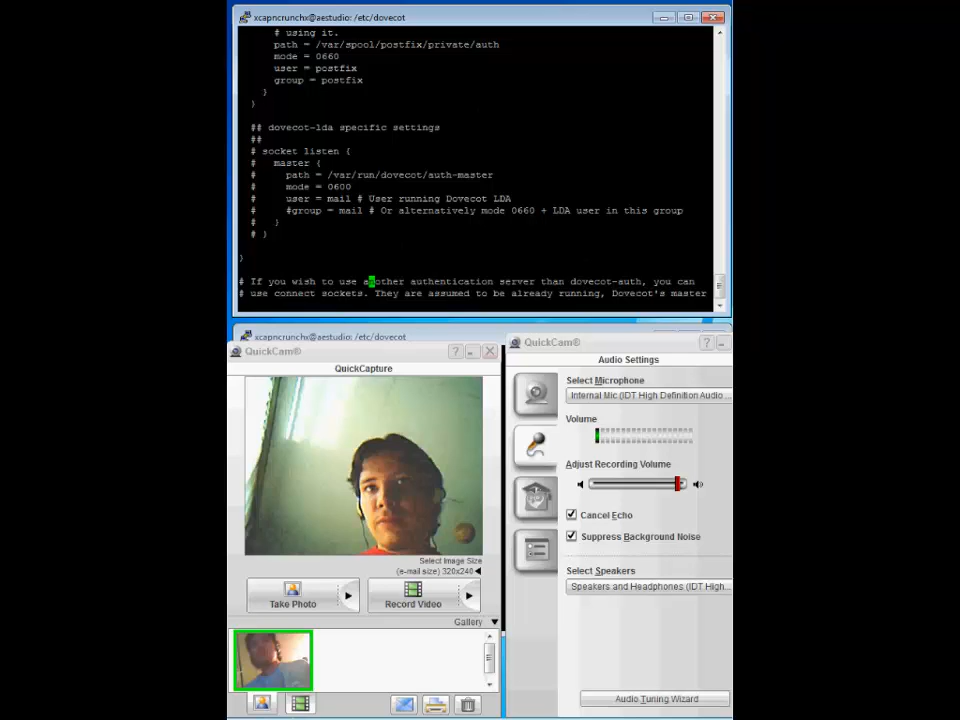 xcapncrunchx@aestudio: /etc/dovecot
# using it.
path = /var/spool/postfix/private/auth
mode = 0660
user = postfix
group = postfix
}
}
## dovecot-lda specific settings
##
# socket listen {
# master {
# path = /var/run/dovecot/auth-master
# mode = 0600
# user = mail # User running Dovecot LDA
# #group = mail # Or alternatively mode 0660 + LDA user in this group
# }
# }
}
# If you wish to use another authentication server than dovecot-auth, you can
# use connect sockets. They are assumed to be already running, Dovecot's master
xcapncrunchx@aestudio: /etc/dovecot
QuickCam®
QuickCapture
Select Image Size
(e-mail size) 320x240
Take Photo
Record Video
Gallery
QuickCam®
Audio Settings
Select Microphone
Internal Mic (IDT High Definition Audio ...
Volume
Adjust Recording Volume
Cancel Echo
Suppress Background Noise
Select Speakers
Speakers and Headphones (IDT High...
Audio Tuning Wizard